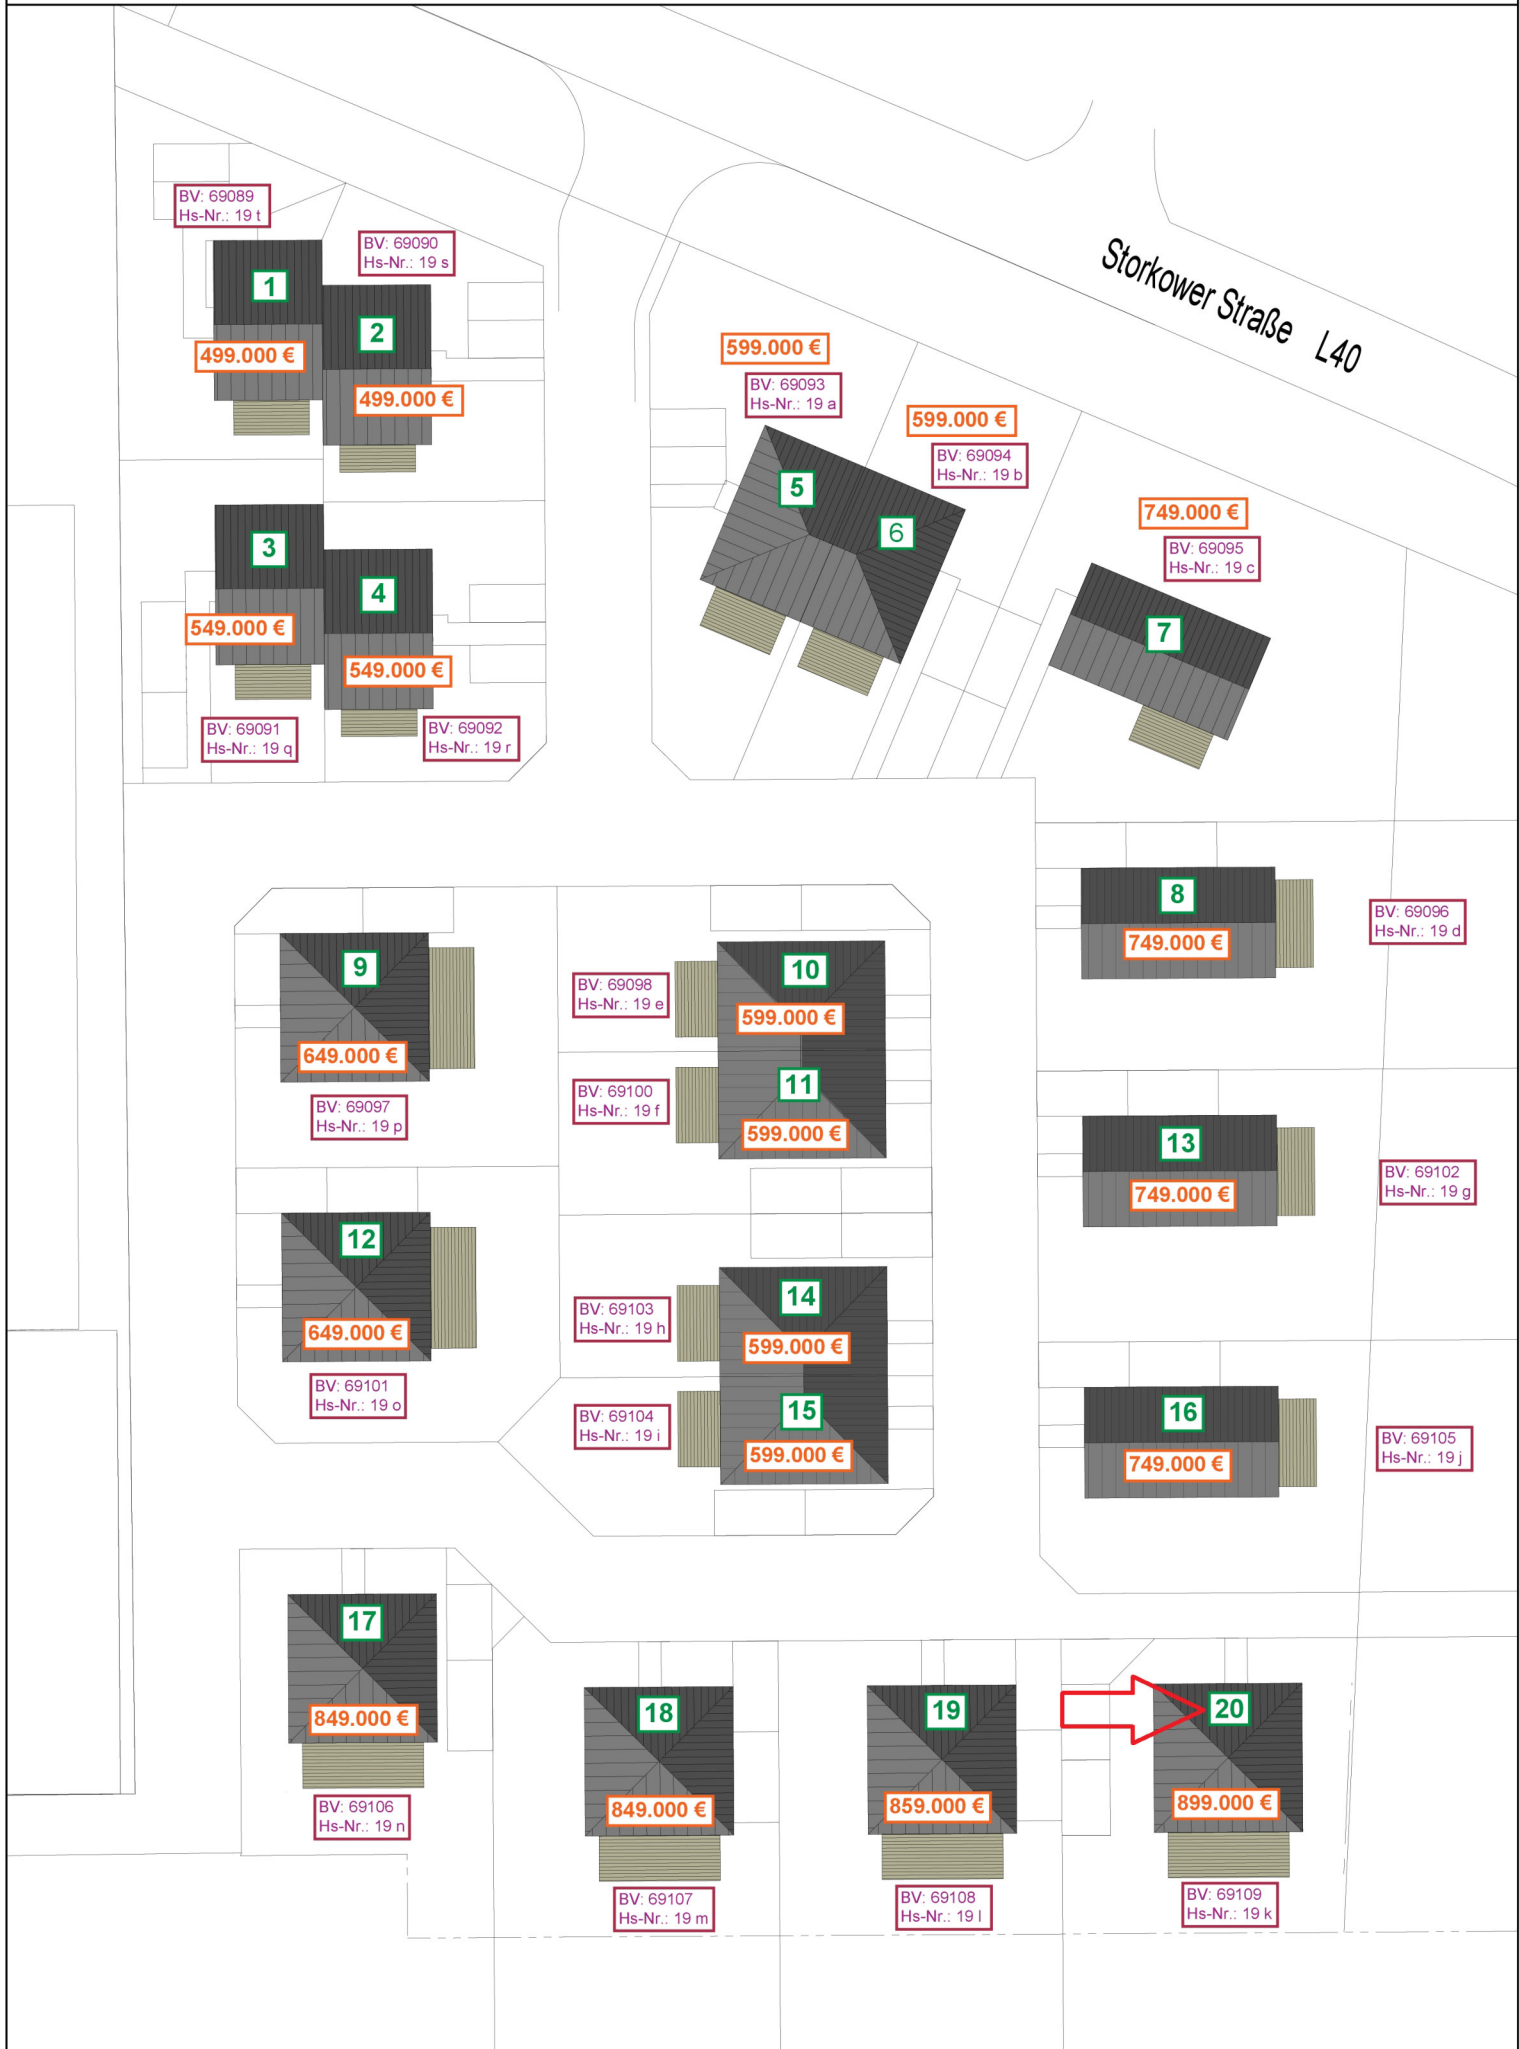 BV: 69089
Hs-Nr.: 19 t
1
499.000 €
BV: 69090
Hs-Nr.: 19 s
2
499.000 €
Storkower Straße L40
3
549.000 €
BV: 69091
Hs-Nr.: 19 q
4
549.000 €
BV: 69092
Hs-Nr.: 19 r
599.000 €
BV: 69093
Hs-Nr.: 19 a
5
599.000 €
BV: 69094
Hs-Nr.: 19 b
6
749.000 €
BV: 69095
Hs-Nr.: 19 c
7
8
749.000 €
BV: 69096
Hs-Nr.: 19 d
9
649.000 €
BV: 69097
Hs-Nr.: 19 p
BV: 69098
Hs-Nr.: 19 e
10
599.000 €
BV: 69100
Hs-Nr.: 19 f
11
599.000 €
12
649.000 €
BV: 69101
Hs-Nr.: 19 o
13
749.000 €
BV: 69102
Hs-Nr.: 19 g
BV: 69103
Hs-Nr.: 19 h
14
599.000 €
BV: 69104
Hs-Nr.: 19 i
15
599.000 €
16
749.000 €
BV: 69105
Hs-Nr.: 19 j
17
849.000 €
BV: 69106
Hs-Nr.: 19 n
18
849.000 €
BV: 69107
Hs-Nr.: 19 m
19
859.000 €
BV: 69108
Hs-Nr.: 19 l
20
899.000 €
BV: 69109
Hs-Nr.: 19 k